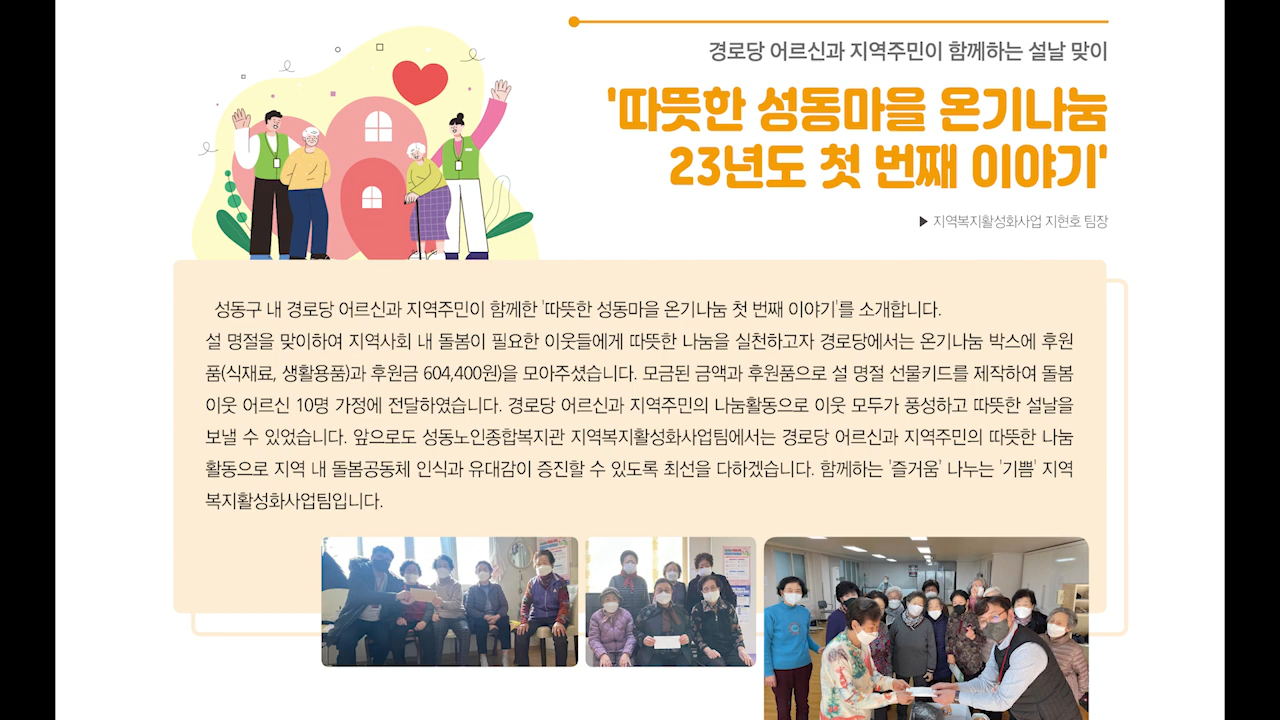 경로당 어르신과 지역주민이 함께하는 설날 맞이
'따뜻한 성동마을 온기나눔
23년도 첫 번째 이야기'
▶ 지역복지활성화사업 지현호 팀장
성동구 내 경로당 어르신과 지역주민이 함께한 '따뜻한 성동마을 온기나눔 첫 번째 이야기'를 소개합니다.
설 명절을 맞이하여 지역사회 내 돌봄이 필요한 이웃들에게 따뜻한 나눔을 실천하고자 경로당에서는 온기나눔 박스에 후원
품(식재료, 생활용품)과 후원금 604,400원)을 모아주셨습니다. 모금된 금액과 후원품으로 설 명절 선물키드를 제작하여 돌봄
이웃 어르신 10명 가정에 전달하였습니다. 경로당 어르신과 지역주민의 나눔활동으로 이웃 모두가 풍성하고 따뜻한 설날을
보낼 수 있었습니다. 앞으로도 성동노인종합복지관 지역복지활성화사업팀에서는 경로당 어르신과 지역주민의 따뜻한 나눔
활동으로 지역 내 돌봄공동체 인식과 유대감이 증진할 수 있도록 최선을 다하겠습니다. 함께하는 '즐거움' 나누는 '기쁨' 지역
복지활성화사업팀입니다.